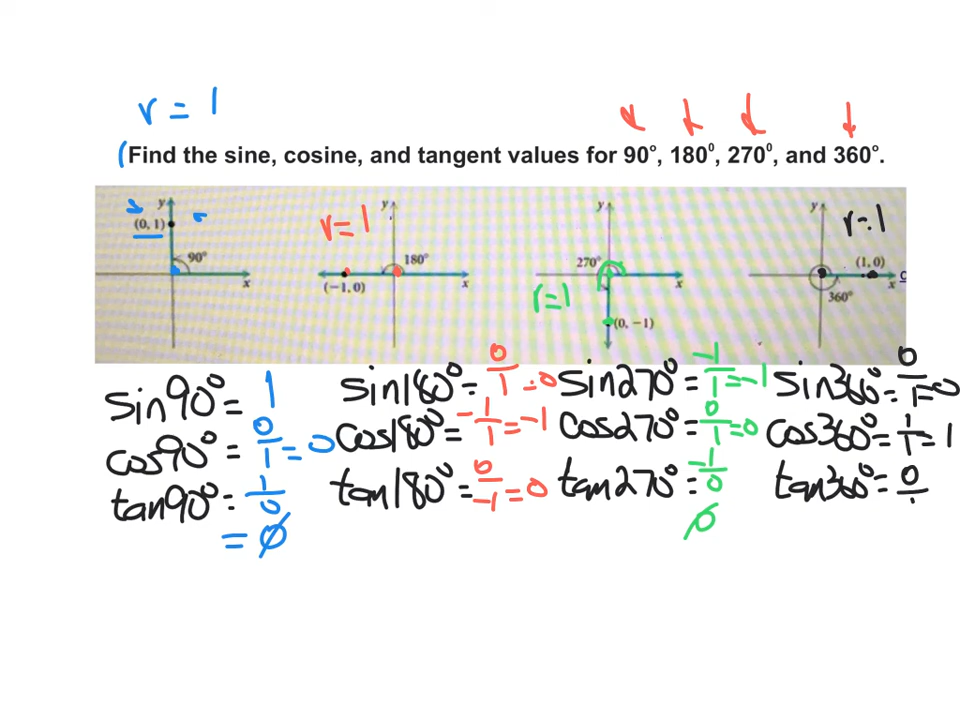 r = 1
(Find the sine, cosine, and tangent values for 90°, 180⁰, 270⁰, and 360°.
y
(0, 1)
90°
x
y
r=1
180°
(−1, 0)
x
y
270°
r=1
(0, −1)
x
y
r=1
(1, 0)
x
360°
sin90°= 1
cos90°= 0/1 = 0
tan90°= 1/0
= ∅
sin180°= 0/1 = 0
cos180°= -1/1 = -1
tan180°= 0/-1 = 0
sin270°= -1/1 = -1
cos270°= 0/1 = 0
tan270°= -1/0
∅
sin360°= 0/1 = 0
cos360°= 1/1 = 1
tan360°= 0/